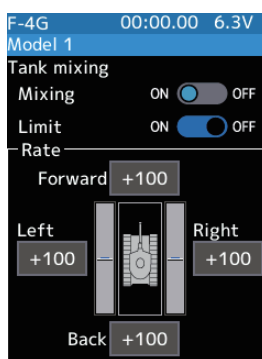 F-4G 00:00.00 6.3V
Model 1
Tank mixing
Mixing ON OFF
Limit ON OFF
Rate
Forward +100
Left Right
+100 +100
Back +100